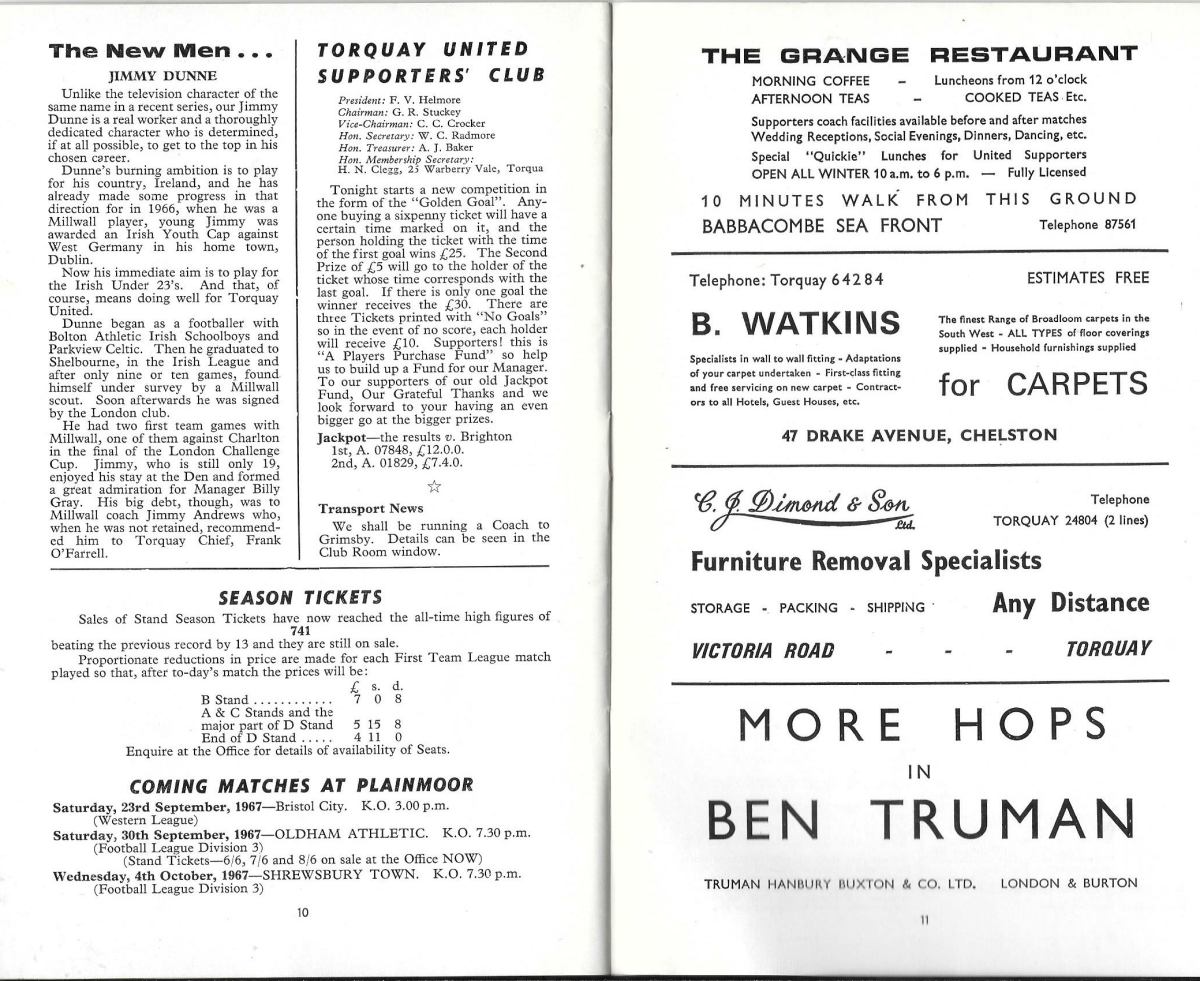 The New Men ...
JIMMY DUNNE
Unlike the television character of the
same name in a recent series, our Jimmy
Dunne is a real worker and a thoroughly
dedicated character who is determined,
if at all possible, to get to the top in his
chosen career.
Dunne's burning ambition is to play
for his country, Ireland, and he has
already made some progress in that
direction for in 1966, when he was a
Millwall player, young Jimmy was
awarded an Irish Youth Cap against
West Germany in his home town,
Dublin.
Now his immediate aim is to play for
the Irish Under 23's. And that, of
course, means doing well for Torquay
United.
Dunne began as a footballer with
Bolton Athletic Irish Schoolboys and
Parkview Celtic. Then he graduated to
Shelbourne, in the Irish League and
after only nine or ten games, found
himself under survey by a Millwall
scout. Soon afterwards he was signed
by the London club.
He had two first team games with
Millwall, one of them against Charlton
in the final of the London Challenge
Cup. Jimmy, who is still only 19,
enjoyed his stay at the Den and formed
a great admiration for Manager Billy
Gray. His big debt, though, was to
Millwall coach Jimmy Andrews who,
when he was not retained, recommend-
ed him to Torquay Chief, Frank
O'Farrell.
TORQUAY UNITED
SUPPORTERS' CLUB
President: F. V. Helmore
Chairman: G. R. Stuckey
Vice-Chairman: C. C. Crocker
Hon. Secretary: W. C. Radmore
Hon. Treasurer: A. J. Baker
Hon. Membership Secretary:
H. N. Clegg, 25 Warberry Vale, Torqua
Tonight starts a new competition in
the form of the "Golden Goal". Any-
one buying a sixpenny ticket will have a
certain time marked on it, and the
person holding the ticket with the time
of the first goal wins £25. The Second
Prize of £5 will go to the holder of the
ticket whose time corresponds with the
last goal. If there is only one goal the
winner receives the £30. There are
three Tickets printed with "No Goals"
so in the event of no score, each holder
will receive £10. Supporters! this is
"A Players Purchase Fund" so help
us to build up a Fund for our Manager.
To our supporters of our old Jackpot
Fund, Our Grateful Thanks and we
look forward to your having an even
bigger go at the bigger prizes.
Jackpot—the results v. Brighton
1st, A. 07848, £12.0.0.
2nd, A. 01829, £7.4.0.
Transport News
We shall be running a Coach to
Grimsby. Details can be seen in the
Club Room window.
SEASON TICKETS
Sales of Stand Season Tickets have now reached the all-time high figures of
741
beating the previous record by 13 and they are still on sale.
Proportionate reductions in price are made for each First Team League match
played so that, after to-day's match the prices will be:
£ s. d.
B Stand ............ 7 0 8
A & C Stands and the
major part of D Stand 5 15 8
End of D Stand ..... 4 11 0
Enquire at the Office for details of availability of Seats.
COMING MATCHES AT PLAINMOOR
Saturday, 23rd September, 1967—Bristol City. K.O. 3.00 p.m.
(Western League)
Saturday, 30th September, 1967—OLDHAM ATHLETIC. K.O. 7.30 p.m.
(Football League Division 3)
(Stand Tickets—6/6, 7/6 and 8/6 on sale at the Office NOW)
Wednesday, 4th October, 1967—SHREWSBURY TOWN. K.O. 7.30 p.m.
(Football League Division 3)
10
THE GRANGE RESTAURANT
MORNING COFFEE – Luncheons from 12 o'clock
AFTERNOON TEAS – COOKED TEAS Etc.
Supporters coach facilities available before and after matches
Wedding Receptions, Social Evenings, Dinners, Dancing, etc.
Special "Quickie" Lunches for United Supporters
OPEN ALL WINTER 10 a.m. to 6 p.m. — Fully Licensed
10 MINUTES WALK FROM THIS GROUND
BABBACOMBE SEA FRONT Telephone 87561
Telephone: Torquay 64284 ESTIMATES FREE
B. WATKINS
Specialists in wall to wall fitting – Adaptations
of your carpet undertaken – First-class fitting
and free servicing on new carpet – Contract-
ors to all Hotels, Guest Houses, etc.
The finest Range of Broadloom carpets in the
South West – ALL TYPES of floor coverings
supplied – Household furnishings supplied
for CARPETS
47 DRAKE AVENUE, CHELSTON
C. J. Dimond & Son
Ltd.
Telephone
TORQUAY 24804 (2 lines)
Furniture Removal Specialists
STORAGE - PACKING - SHIPPING Any Distance
VICTORIA ROAD - - - TORQUAY
MORE HOPS
IN
BEN TRUMAN
TRUMAN HANBURY BUXTON & CO. LTD. LONDON & BURTON
11